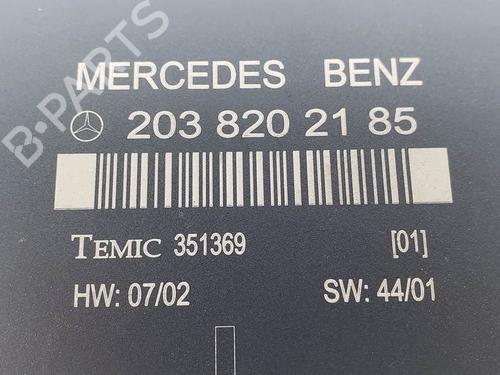 B-PARTS
MERCEDES BENZ
203 820 21 85
TEMIC 351369 [01]
HW: 07/02 SW: 44/01